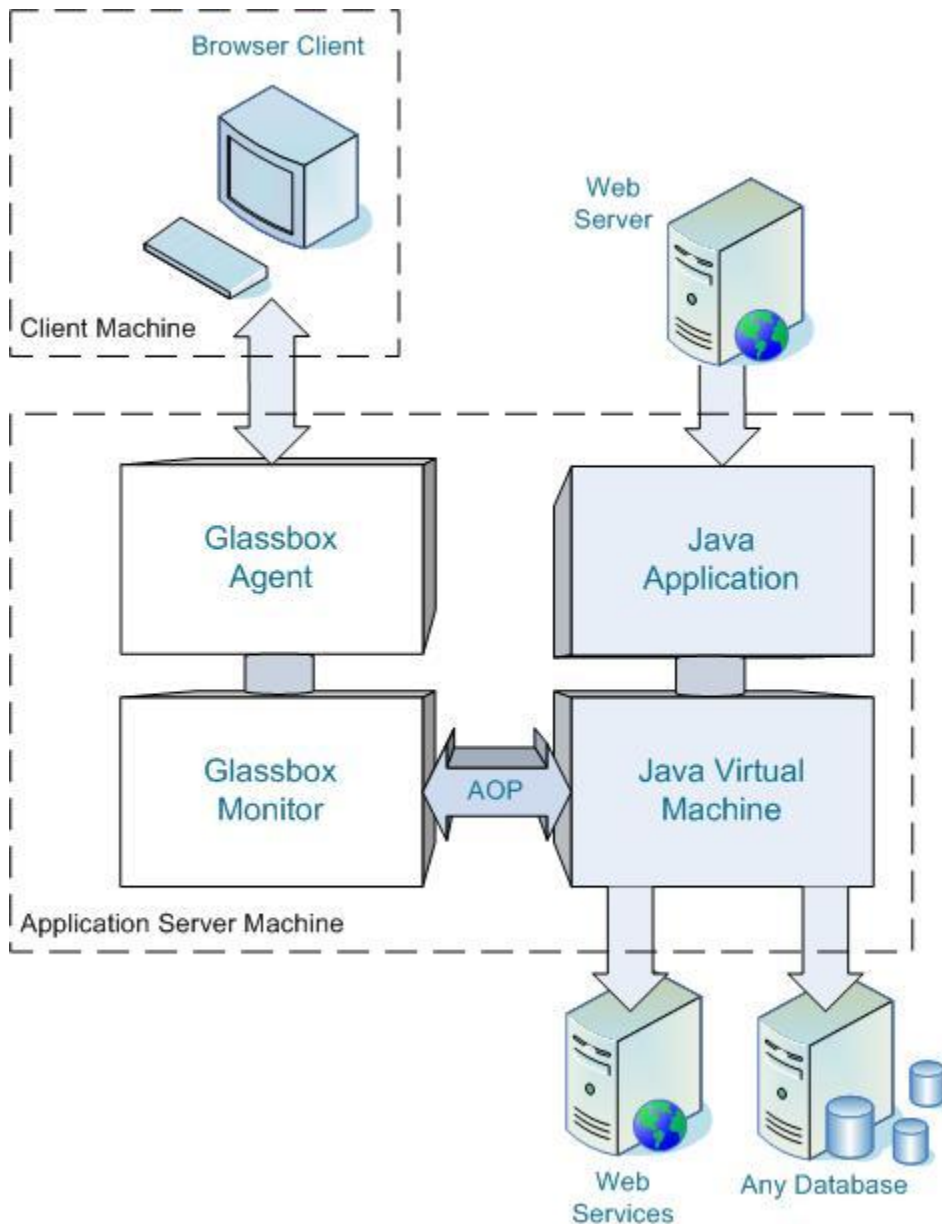 Browser Client
Client Machine
Web
Server
Glassbox
Agent
Java
Application
Glassbox
Monitor
AOP
Java Virtual
Machine
Application Server Machine
Web
Services
Any Database